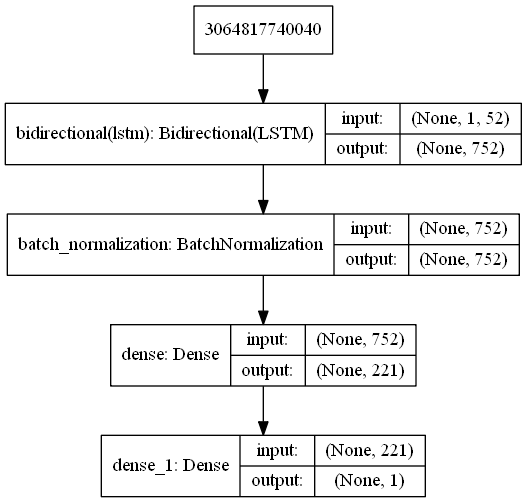 3064817740040
bidirectional(lstm): Bidirectional(LSTM)
input: (None, 1, 52)
output: (None, 752)
batch_normalization: BatchNormalization
input: (None, 752)
output: (None, 752)
dense: Dense
input: (None, 752)
output: (None, 221)
dense_1: Dense
input: (None, 221)
output: (None, 1)